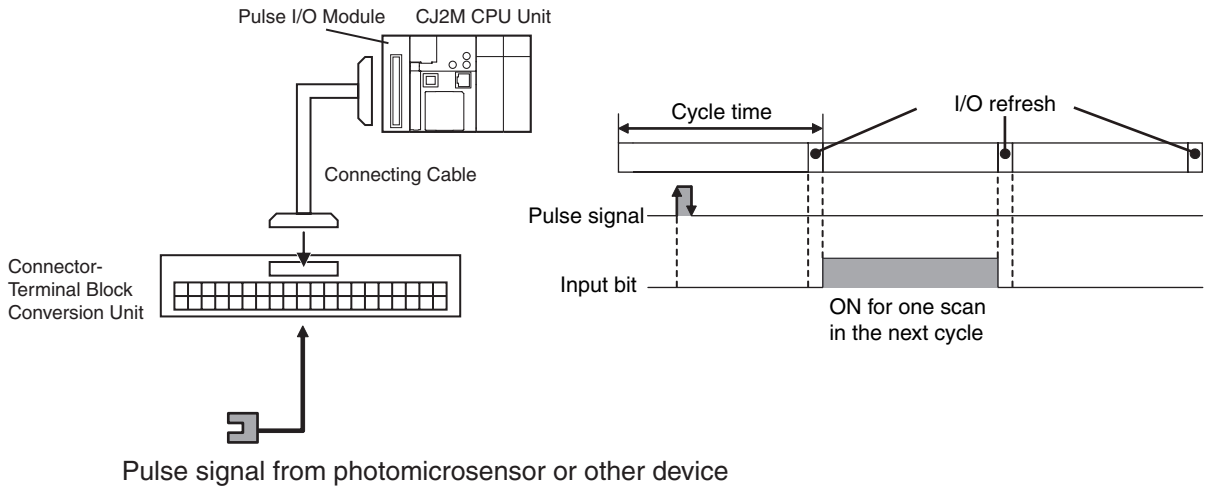 Pulse I/O Module
CJ2M CPU Unit
Connecting Cable
Connector-
Terminal Block
Conversion Unit
Pulse signal from photomicrosensor or other device
Cycle time
I/O refresh
Pulse signal
Input bit
ON for one scan
in the next cycle